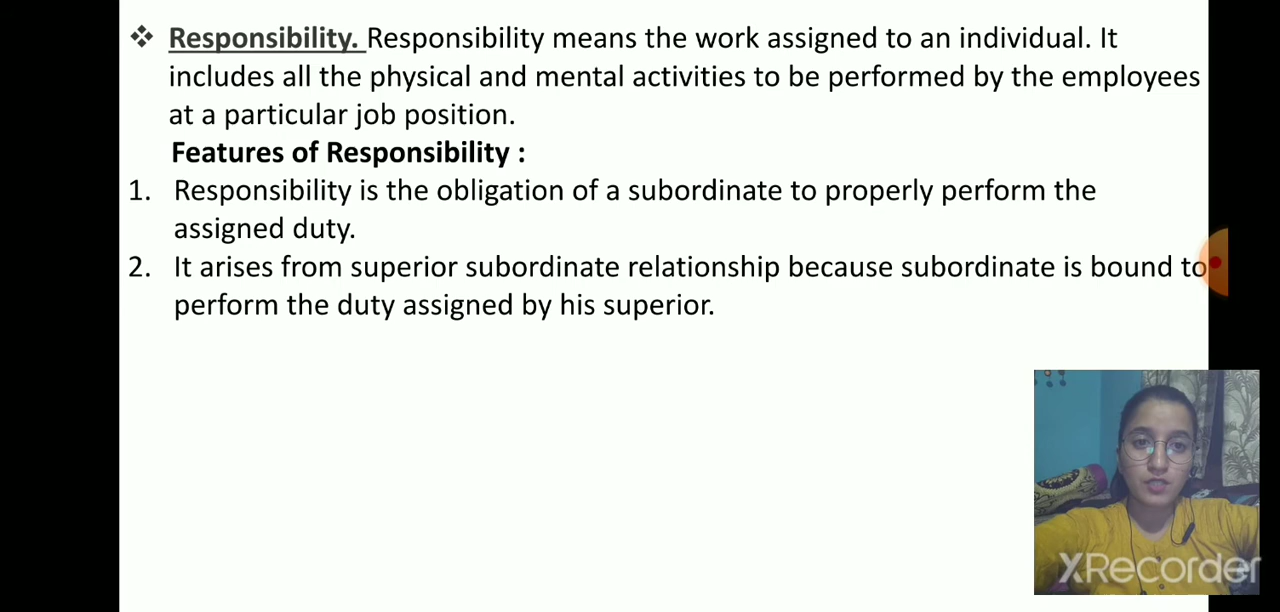 ❖ Responsibility. Responsibility means the work assigned to an individual. It
includes all the physical and mental activities to be performed by the employees
at a particular job position.
Features of Responsibility :
1. Responsibility is the obligation of a subordinate to properly perform the
assigned duty.
2. It arises from superior subordinate relationship because subordinate is bound to
perform the duty assigned by his superior.
XRecorder